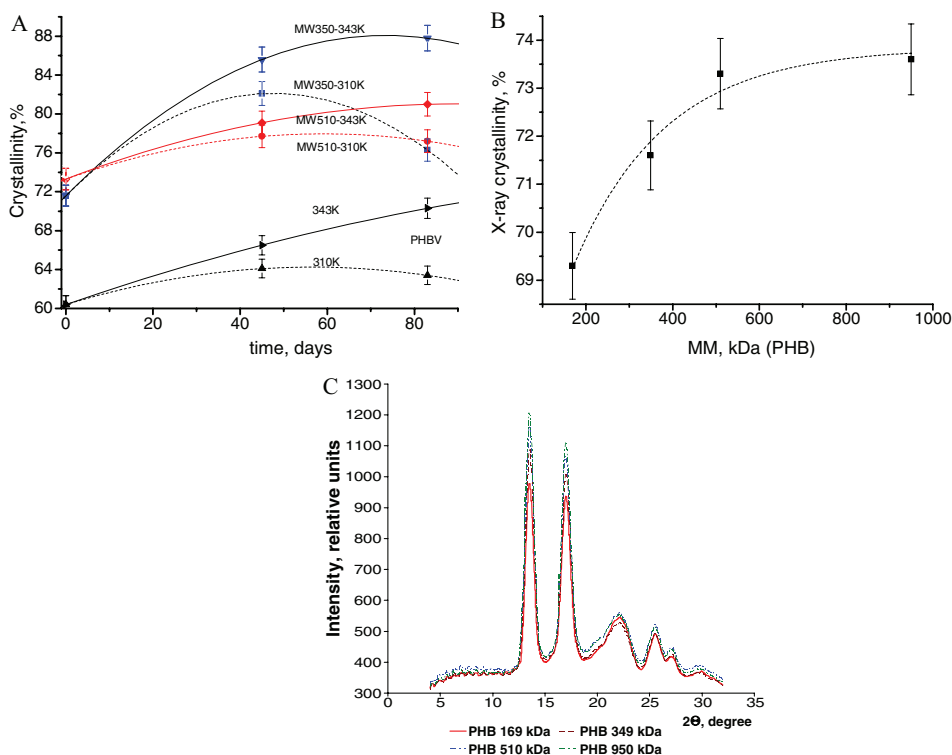 A
Crystallinity,%
88
84
80
76
72
68
64
60
MW350-343K
MW350-310K
MW510-343K
MW510-310K
343K
PHBV
310K
0 20 40 60 80
time, days
B
X-ray crystallinity, %
74
73
72
71
70
69
200 400 600 800 1000
MM, kDa (PHB)
C
Intensity, relative units
1300
1200
1100
1000
900
800
700
600
500
400
300
0 5 10 15 20 25 30 35
2Θ, degree
PHB 169 kDa PHB 349 kDa
PHB 510 kDa PHB 950 kDa